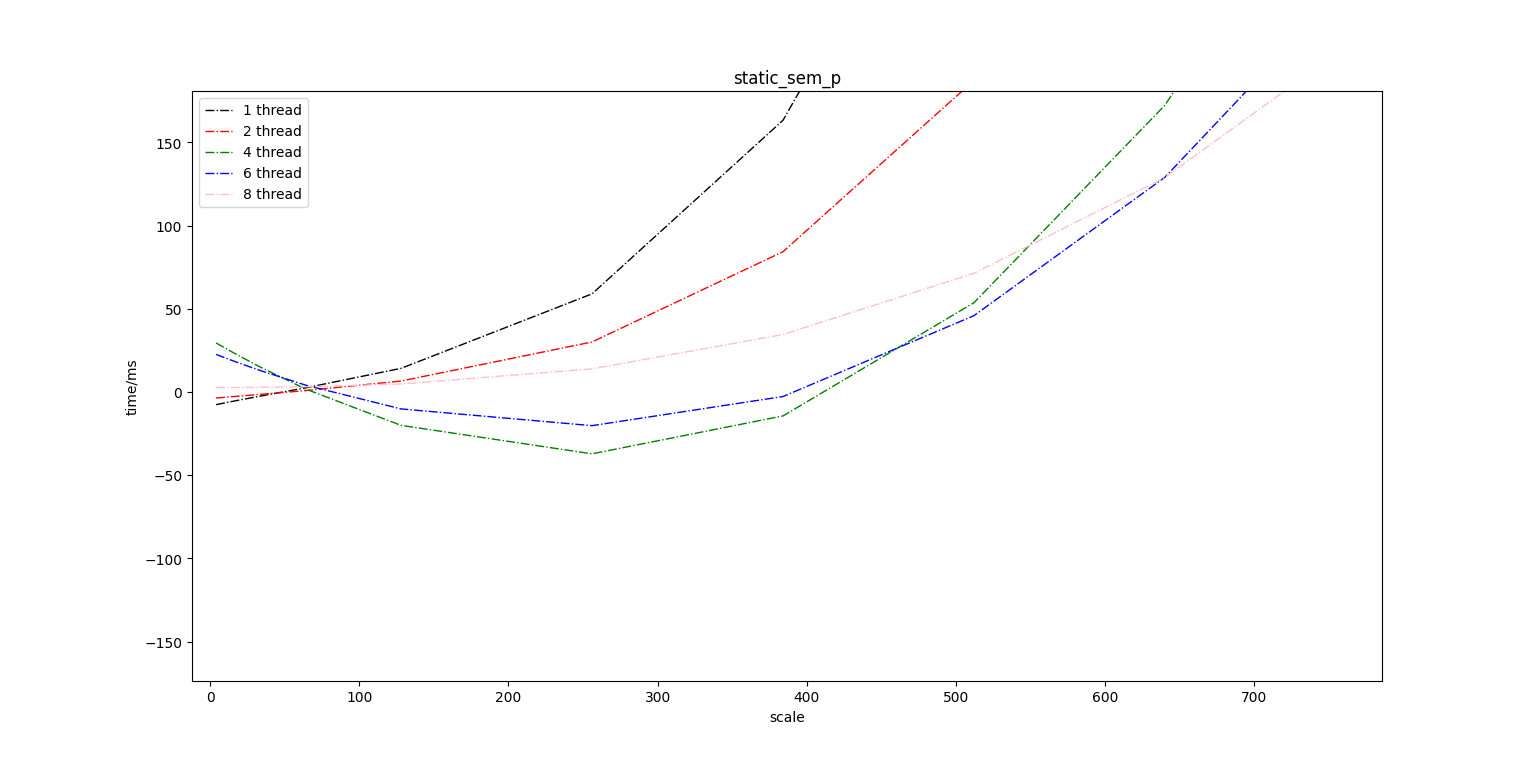 static_sem_p
1 thread
2 thread
4 thread
6 thread
8 thread
time/ms
150
100
50
0
−50
−100
−150
0 100 200 300 400 500 600 700
scale